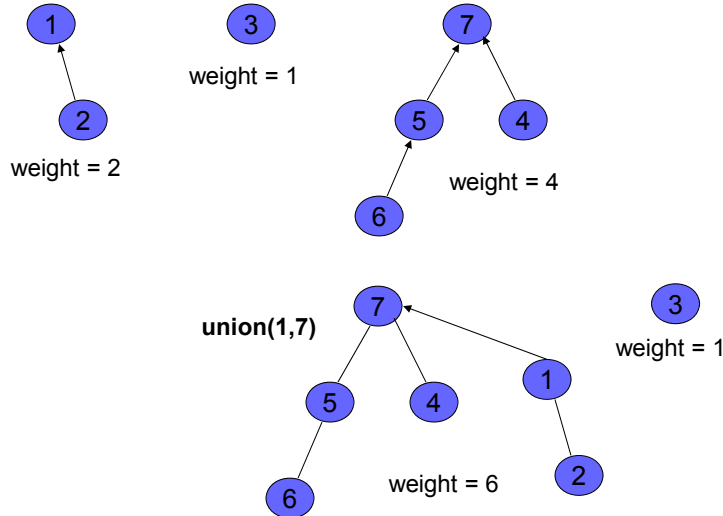 1
3
7
weight = 1
2
5
4
weight = 2
weight = 4
6
7
3
union(1,7)
weight = 1
1
5
4
2
weight = 6
6